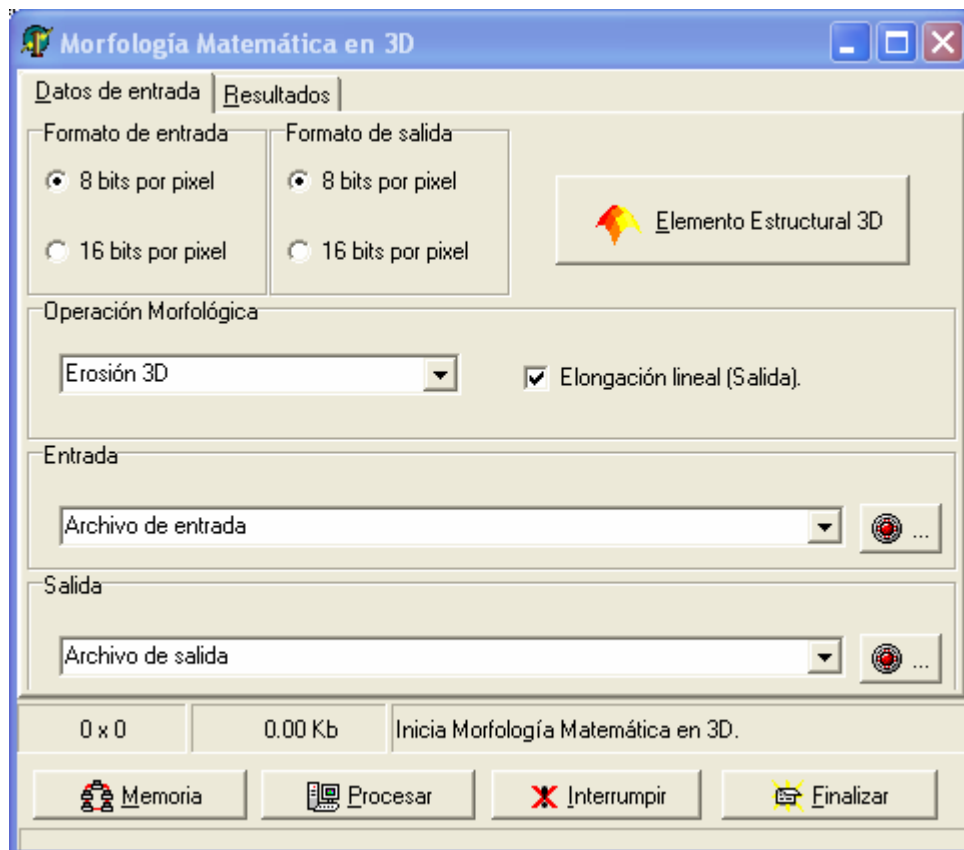 Morfología Matemática en 3D
Datos de entrada Resultados
Formato de entrada Formato de salida
8 bits por pixel 8 bits por pixel
Elemento Estructural 3D
16 bits por pixel 16 bits por pixel
Operación Morfológica
Erosión 3D Elongación lineal (Salida).
Entrada
Archivo de entrada ...
Salida
Archivo de salida ...
0 x 0 0.00 Kb Inicia Morfología Matemática en 3D.
Memoria Procesar Interrumpir Finalizar